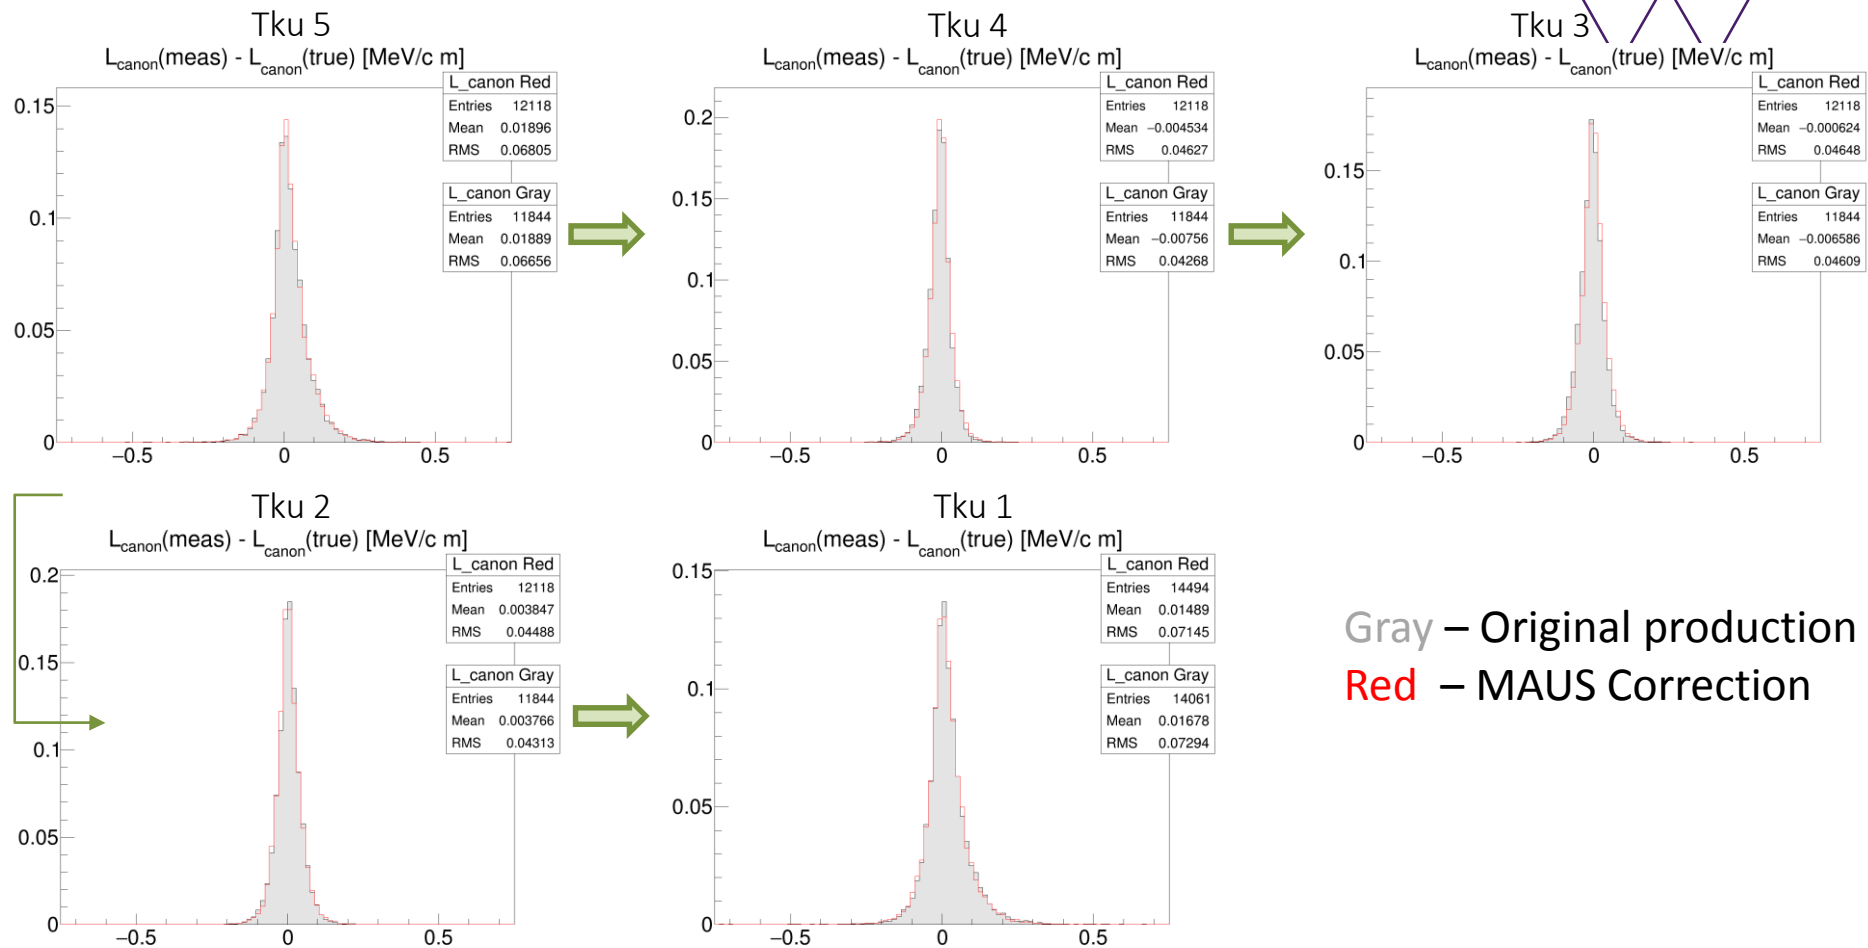 Tku 5
L_canon(meas) - L_canon(true) [MeV/c m]
L_canon Red
Entries 12118
Mean 0.01896
RMS 0.06805
L_canon Gray
Entries 11844
Mean 0.01889
RMS 0.06656
0.15
0.1
0.05
0
−0.5 0 0.5
Tku 4
L_canon(meas) - L_canon(true) [MeV/c m]
L_canon Red
Entries 12118
Mean −0.004534
RMS 0.04627
L_canon Gray
Entries 11844
Mean −0.00756
RMS 0.04268
0.2
0.15
0.1
0.05
0
−0.5 0 0.5
Tku 3
L_canon(meas) - L_canon(true) [MeV/c m]
L_canon Red
Entries 12118
Mean −0.000624
RMS 0.04648
L_canon Gray
Entries 11844
Mean −0.006586
RMS 0.04609
0.15
0.1
0.05
0
−0.5 0 0.5
Tku 2
L_canon(meas) - L_canon(true) [MeV/c m]
L_canon Red
Entries 12118
Mean 0.003847
RMS 0.04488
L_canon Gray
Entries 11844
Mean 0.003766
RMS 0.04313
0.2
0.15
0.1
0.05
0
−0.5 0 0.5
Tku 1
L_canon(meas) - L_canon(true) [MeV/c m]
L_canon Red
Entries 14494
Mean 0.01489
RMS 0.07145
L_canon Gray
Entries 14061
Mean 0.01678
RMS 0.07294
0.15
0.1
0.05
0
−0.5 0 0.5
Gray – Original production
Red – MAUS Correction